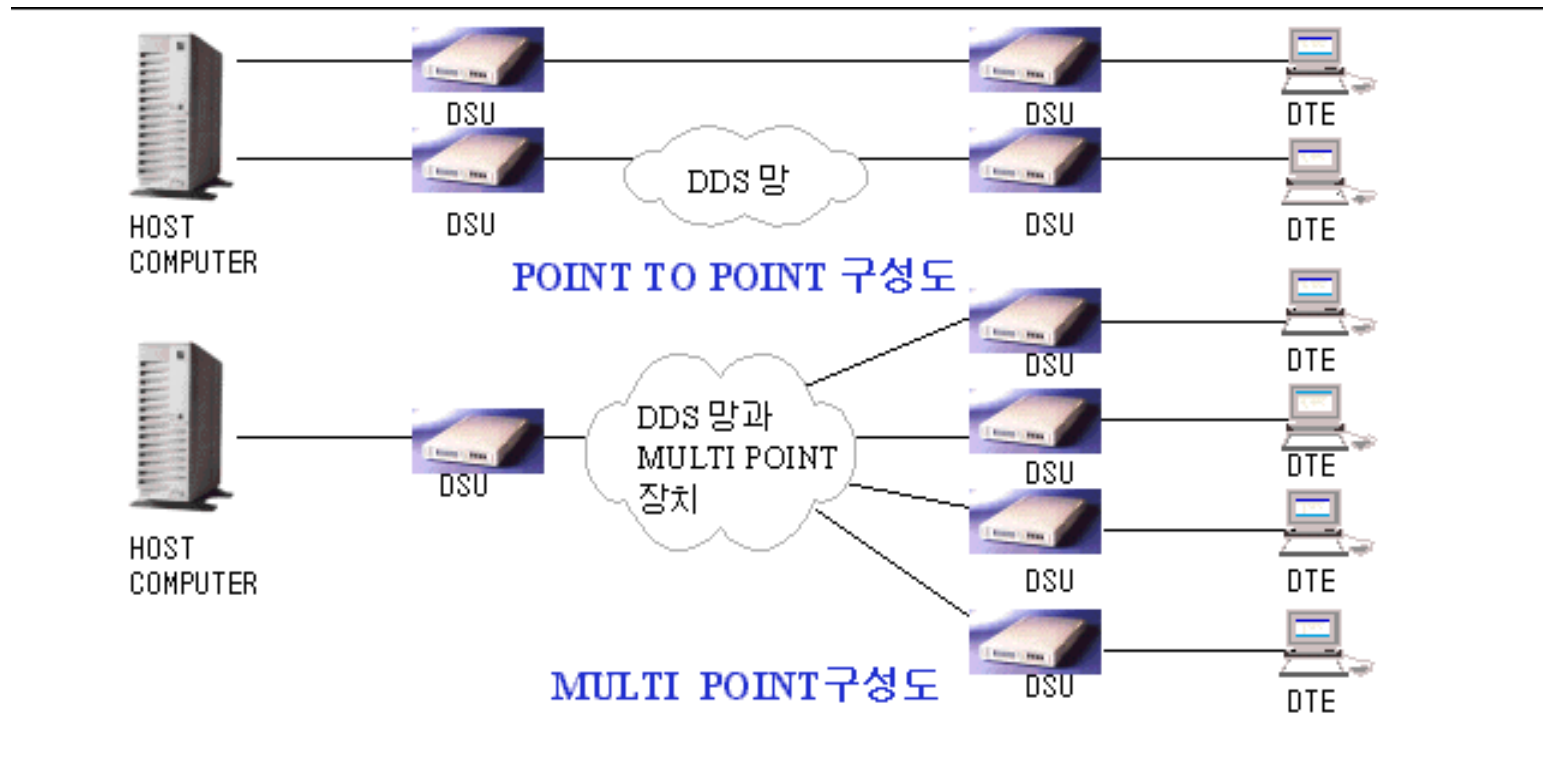 DSU
DSU
DTE
DDS 망
HOST
COMPUTER
DSU
DSU
DTE
POINT TO POINT 구성도
DSU
DTE
DDS 망과
MULTI POINT
장치
DSU
DSU
DTE
HOST
COMPUTER
DSU
DTE
MULTI POINT구성도
DSU
DTE